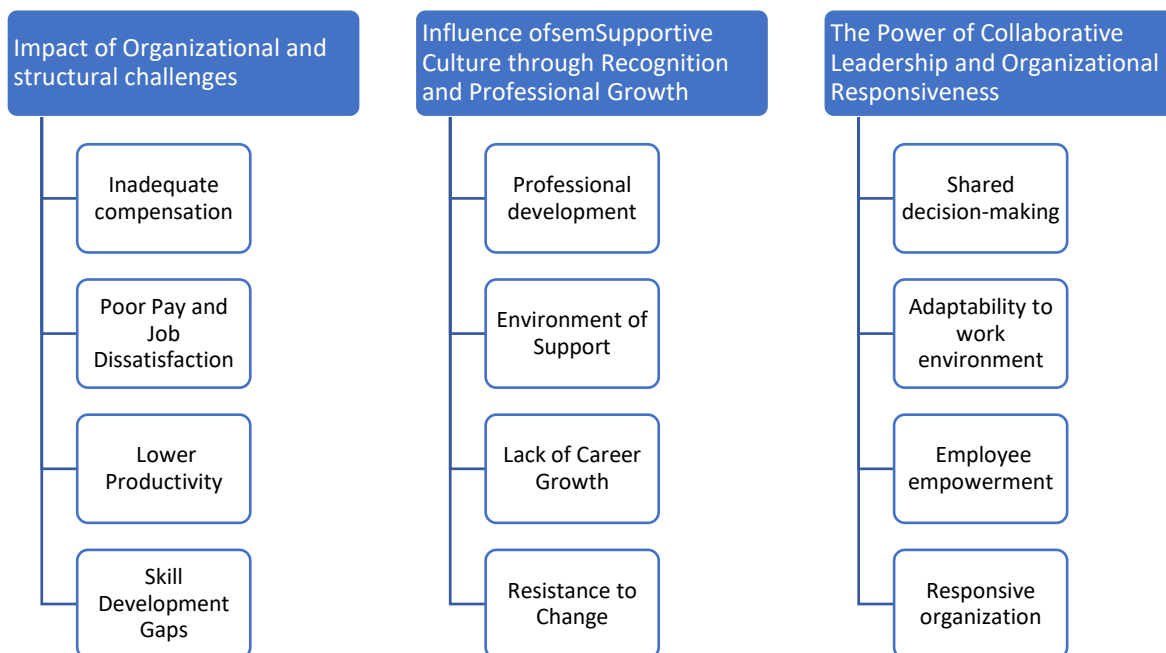 Impact of Organizational and
structural challenges
Inadequate
compensation
Poor Pay and
Job
Dissatisfaction
Lower
Productivity
Skill
Development
Gaps
Influence ofsemSupportive
Culture through Recognition
and Professional Growth
Professional
development
Environment of
Support
Lack of Career
Growth
Resistance to
Change
The Power of Collaborative
Leadership and Organizational
Responsiveness
Shared
decision-making
Adaptability to
work
environment
Employee
empowerment
Responsive
organization